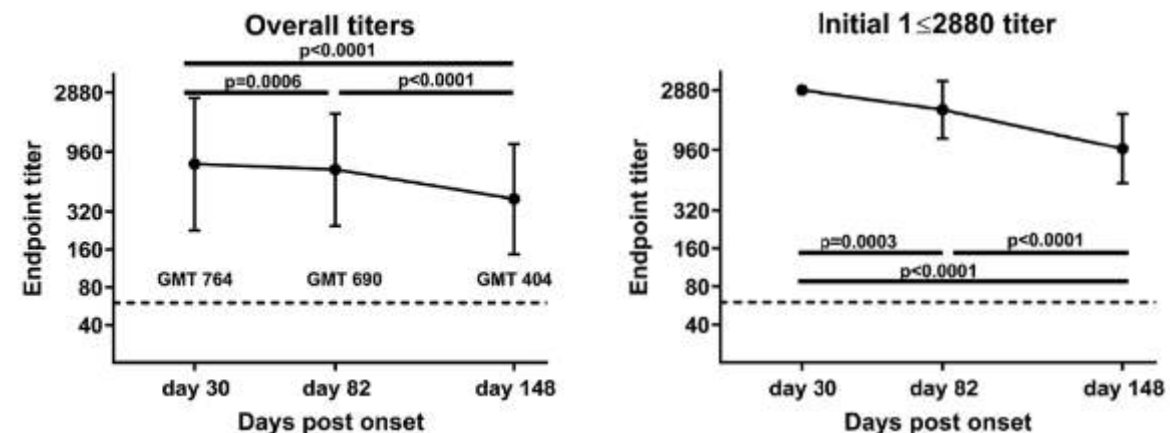 Overall titers
p<0.0001
p=0.0006 p<0.0001
Endpoint titer
2880
960
320
160
80
40
GMT 764 GMT 690 GMT 404
day 30 day 82 day 148
Days post onset
Initial 1≤2880 titer
Endpoint titer
2880
960
320
160
80
40
p=0.0003 p<0.0001
p<0.0001
day 30 day 82 day 148
Days post onset